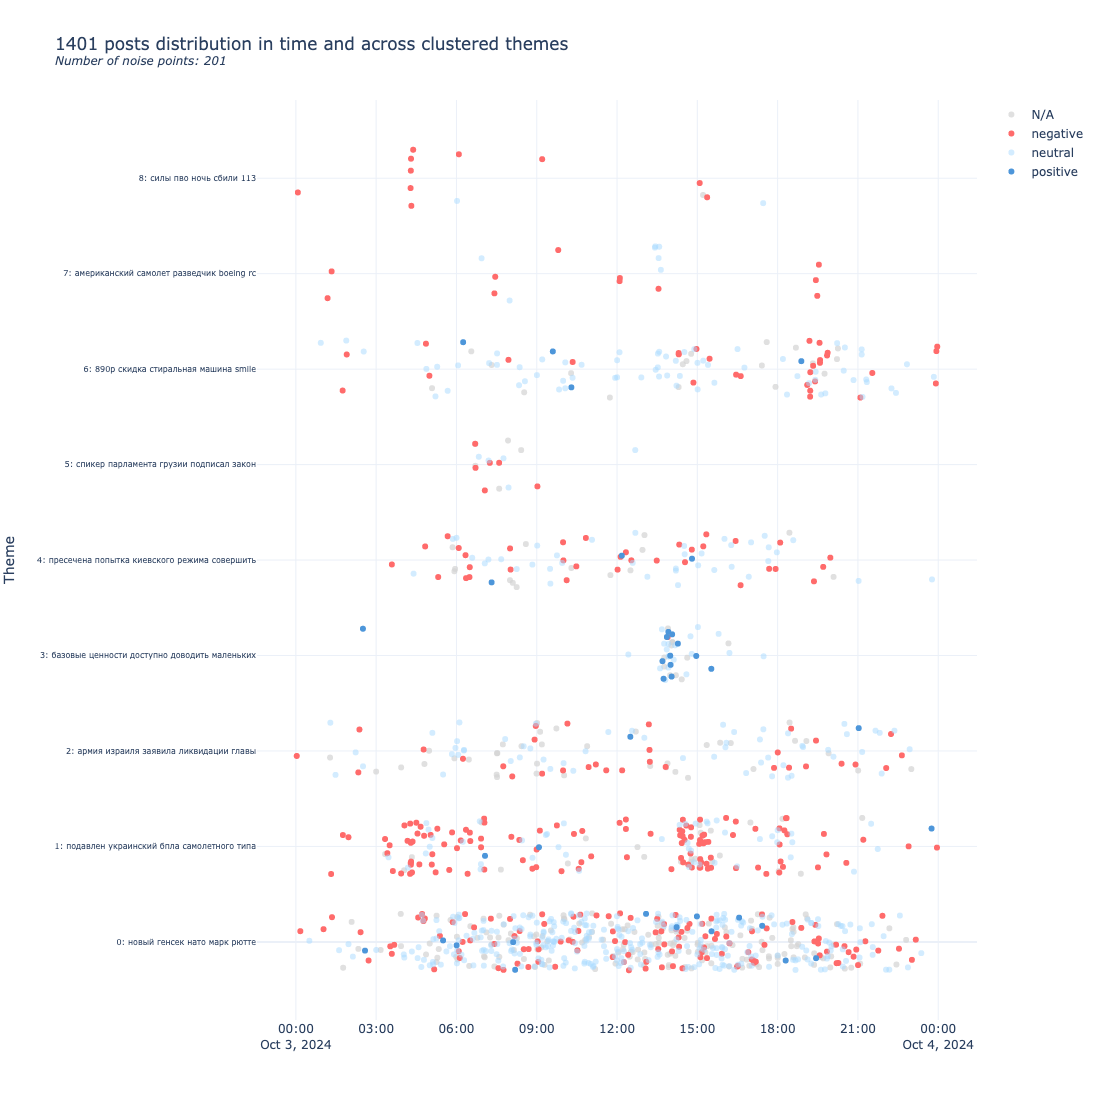 1401 posts distribution in time and across clustered themes
Number of noise points: 201
N/A
negative
neutral
positive
Theme
8: силы пво ночь сбили 113
7: американский самолет разведчик boeing rc
6: 890р скидка стиральная машина smile
5: спикер парламента грузии подписал закон
4: пресечена попытка киевского режима совершить
3: базовые ценности доступно доводить маленьких
2: армия израиля заявила ликвидации главы
1: подавлен украинский бпла самолетного типа
0: новый генсек нато марк рютте
00:00 03:00 06:00 09:00 12:00 15:00 18:00 21:00 00:00
Oct 3, 2024 Oct 4, 2024